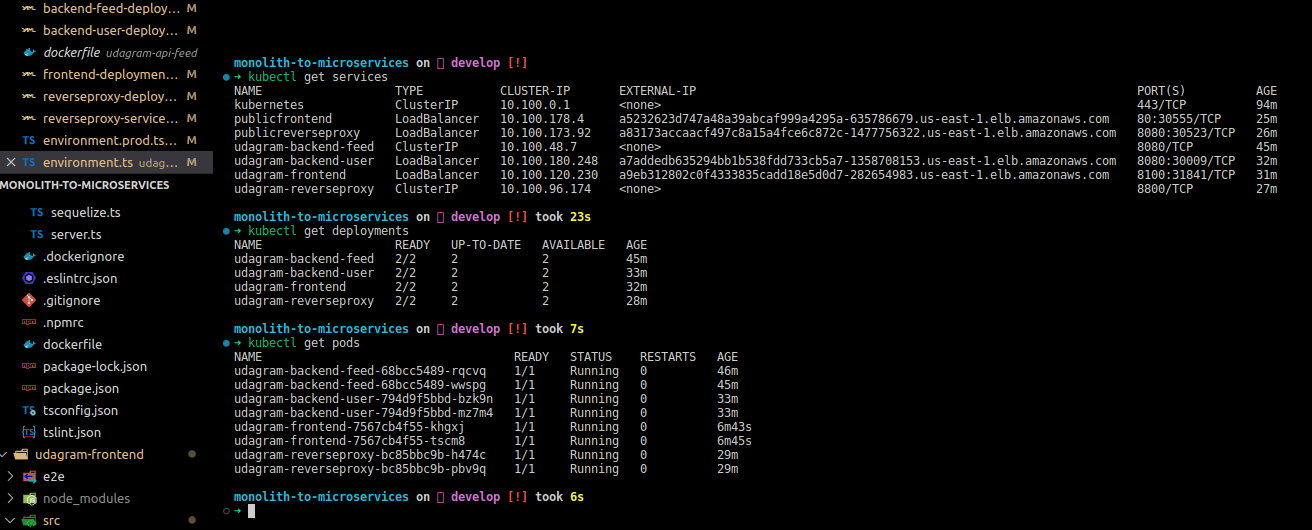 backend-feed-deploy... M
backend-user-deploy... M
dockerfile udagram-api-feed
frontend-deploymen... M
reverseproxy-deploy... M
reverseproxy-service... M
environment.prod.ts... M
environment.ts udag... M
MONOLITH-TO-MICROSERVICES
sequelize.ts
server.ts
.dockerignore
.eslintrc.json
.gitignore
.npmrc
dockerfile
package-lock.json
package.json
tsconfig.json
tslint.json
udagram-frontend
e2e
node_modules
src
monolith-to-microservices on develop [!]
➜ kubectl get services
NAME TYPE CLUSTER-IP EXTERNAL-IP PORT(S) AGE
kubernetes ClusterIP 10.100.0.1 <none> 443/TCP 94m
publicfrontend LoadBalancer 10.100.178.4 a5232623d747a48a39abcaf999a4295a-635786679.us-east-1.elb.amazonaws.com 80:30555/TCP 25m
publicreverseproxy LoadBalancer 10.100.173.92 a83173accaacf497c8a15a4fce6c872c-1477756322.us-east-1.elb.amazonaws.com 8080:30523/TCP 26m
udagram-backend-feed ClusterIP 10.100.48.7 <none> 8080/TCP 45m
udagram-backend-user LoadBalancer 10.100.180.248 a7addedb635294bb1b538fdd733cb5a7-1358708153.us-east-1.elb.amazonaws.com 8080:30009/TCP 32m
udagram-frontend LoadBalancer 10.100.120.230 a9eb312802c0f4333835cadd18e5d0d7-282654983.us-east-1.elb.amazonaws.com 8100:31841/TCP 31m
udagram-reverseproxy ClusterIP 10.100.96.174 <none> 8800/TCP 27m
monolith-to-microservices on develop [!] took 23s
➜ kubectl get deployments
NAME READY UP-TO-DATE AVAILABLE AGE
udagram-backend-feed 2/2 2 2 45m
udagram-backend-user 2/2 2 2 33m
udagram-frontend 2/2 2 2 32m
udagram-reverseproxy 2/2 2 2 28m
monolith-to-microservices on develop [!] took 7s
➜ kubectl get pods
NAME READY STATUS RESTARTS AGE
udagram-backend-feed-68bcc5489-rqcvq 1/1 Running 0 46m
udagram-backend-feed-68bcc5489-wwspg 1/1 Running 0 45m
udagram-backend-user-794d9f5bbd-bzk9n 1/1 Running 0 33m
udagram-backend-user-794d9f5bbd-mz7m4 1/1 Running 0 33m
udagram-frontend-7567cb4f55-khgxj 1/1 Running 0 6m43s
udagram-frontend-7567cb4f55-tscm8 1/1 Running 0 6m45s
udagram-reverseproxy-bc85bbc9b-h474c 1/1 Running 0 29m
udagram-reverseproxy-bc85bbc9b-pbv9q 1/1 Running 0 29m
monolith-to-microservices on develop [!] took 6s
➜